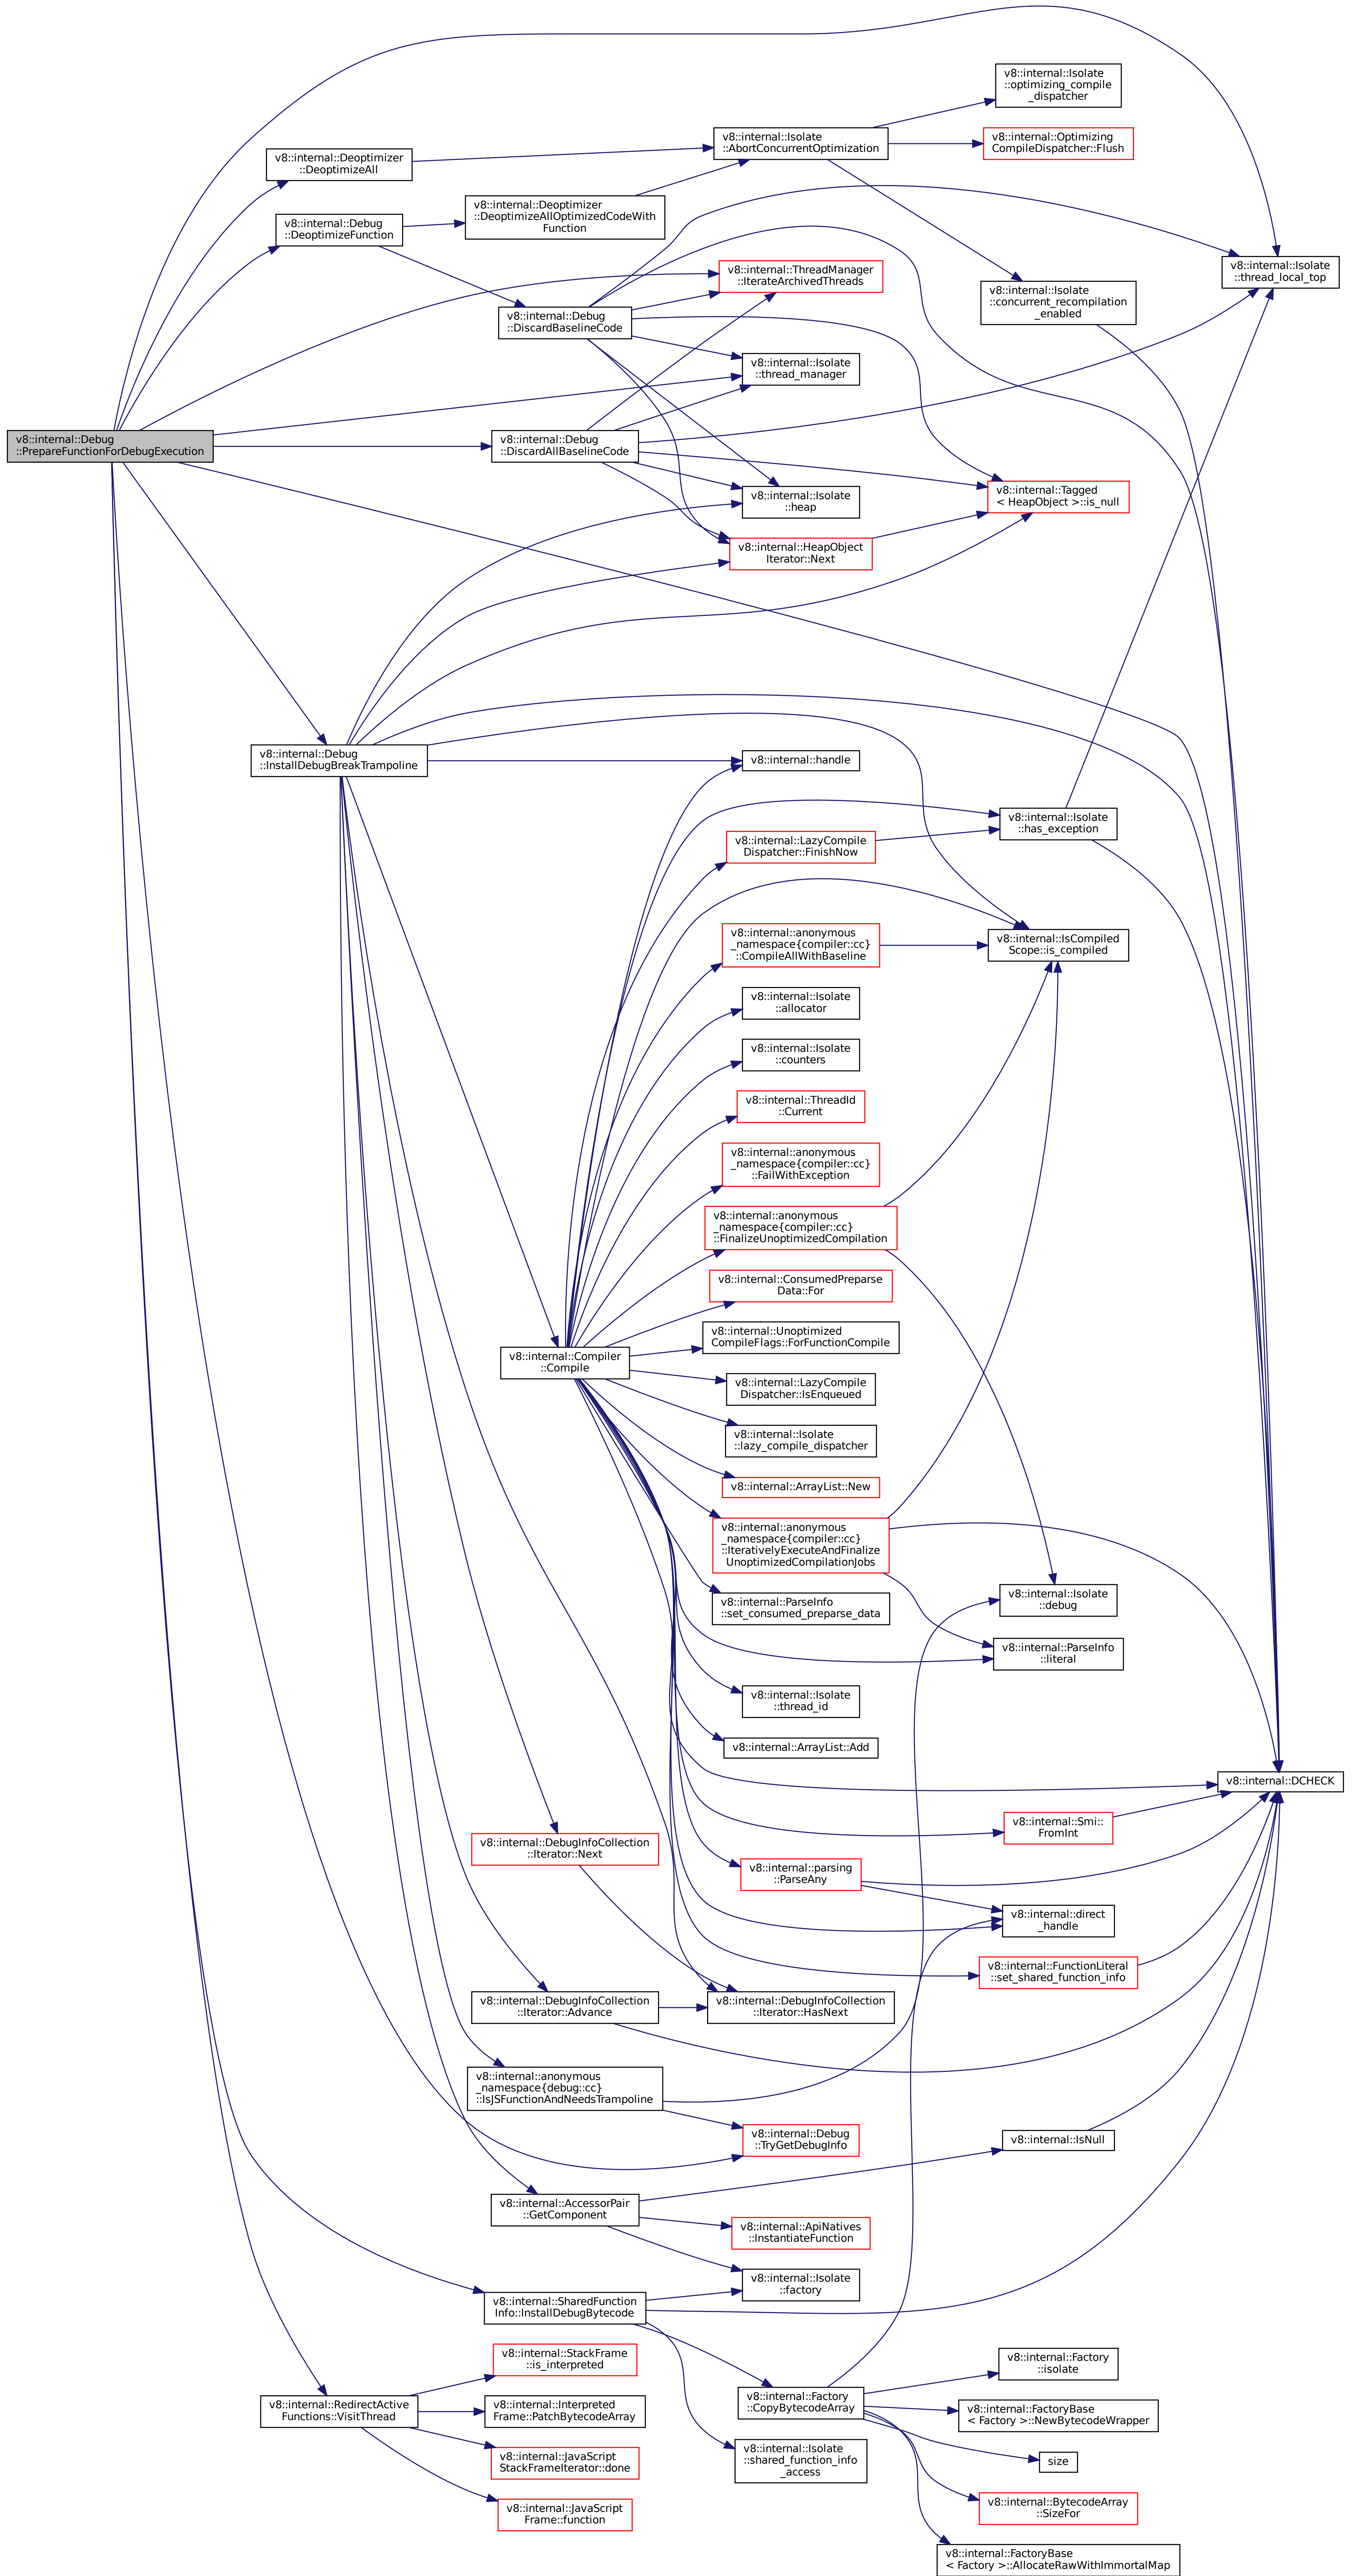 v8::internal::Isolate
::optimizing_compile
_dispatcher
v8::internal::Isolate
::AbortConcurrentOptimization
v8::internal::Optimizing
CompileDispatcher::Flush
v8::internal::Deoptimizer
::DeoptimizeAll
v8::internal::Deoptimizer
::DeoptimizeAllOptimizedCodeWith
Function
v8::internal::Debug
::DeoptimizeFunction
v8::internal::ThreadManager
::IterateArchivedThreads
v8::internal::Isolate
::thread_local_top
v8::internal::Isolate
::concurrent_recompilation
_enabled
v8::internal::Debug
::DiscardBaselineCode
v8::internal::Isolate
::thread_manager
v8::internal::Debug
::PrepareFunctionForDebugExecution
v8::internal::Debug
::DiscardAllBaselineCode
v8::internal::Isolate
::heap
v8::internal::Tagged
< HeapObject >::is_null
v8::internal::HeapObject
Iterator::Next
v8::internal::Debug
::InstallDebugBreakTrampoline
v8::internal::handle
v8::internal::Isolate
::has_exception
v8::internal::LazyCompile
Dispatcher::FinishNow
v8::internal::anonymous
_namespace{compiler::cc}
::CompileAllWithBaseline
v8::internal::IsCompiled
Scope::is_compiled
v8::internal::Isolate
::allocator
v8::internal::Isolate
::counters
v8::internal::ThreadId
::Current
v8::internal::anonymous
_namespace{compiler::cc}
::FailWithException
v8::internal::anonymous
_namespace{compiler::cc}
::FinalizeUnoptimizedCompilation
v8::internal::ConsumedPreparse
Data::For
v8::internal::Unoptimized
CompileFlags::ForFunctionCompile
v8::internal::Compiler
::Compile
v8::internal::LazyCompile
Dispatcher::IsEnqueued
v8::internal::Isolate
::lazy_compile_dispatcher
v8::internal::ArrayList::New
v8::internal::anonymous
_namespace{compiler::cc}
::IterativelyExecuteAndFinalize
UnoptimizedCompilationJobs
v8::internal::ParseInfo
::set_consumed_preparse_data
v8::internal::Isolate
::debug
v8::internal::ParseInfo
::literal
v8::internal::Isolate
::thread_id
v8::internal::ArrayList::Add
v8::internal::DCHECK
v8::internal::Smi::
FromInt
v8::internal::DebugInfoCollection
::Iterator::Next
v8::internal::parsing
::ParseAny
v8::internal::direct
_handle
v8::internal::FunctionLiteral
::set_shared_function_info
v8::internal::DebugInfoCollection
::Iterator::Advance
v8::internal::DebugInfoCollection
::Iterator::HasNext
v8::internal::anonymous
_namespace{debug::cc}
::IsJSFunctionAndNeedsTrampoline
v8::internal::Debug
::TryGetDebugInfo
v8::internal::IsNull
v8::internal::AccessorPair
::GetComponent
v8::internal::ApiNatives
::InstantiateFunction
v8::internal::Isolate
::factory
v8::internal::SharedFunction
Info::InstallDebugBytecode
v8::internal::StackFrame
::is_interpreted
v8::internal::Factory
::isolate
v8::internal::RedirectActive
Functions::VisitThread
v8::internal::Interpreted
Frame::PatchBytecodeArray
v8::internal::Factory
::CopyBytecodeArray
v8::internal::FactoryBase
< Factory >::NewBytecodeWrapper
v8::internal::JavaScript
StackFrameIterator::done
v8::internal::Isolate
::shared_function_info
_access
size
v8::internal::JavaScript
Frame::function
v8::internal::BytecodeArray
::SizeFor
v8::internal::FactoryBase
< Factory >::AllocateRawWithImmortalMap